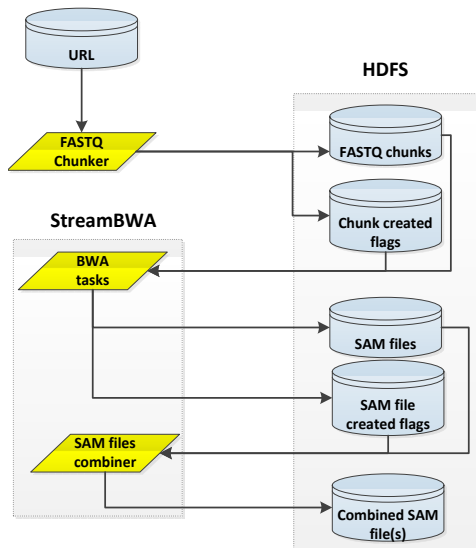 URL
HDFS
FASTQ
Chunker
FASTQ chunks
Chunk created
flags
StreamBWA
BWA
tasks
SAM files
SAM file
created flags
SAM files
combiner
Combined SAM
file(s)